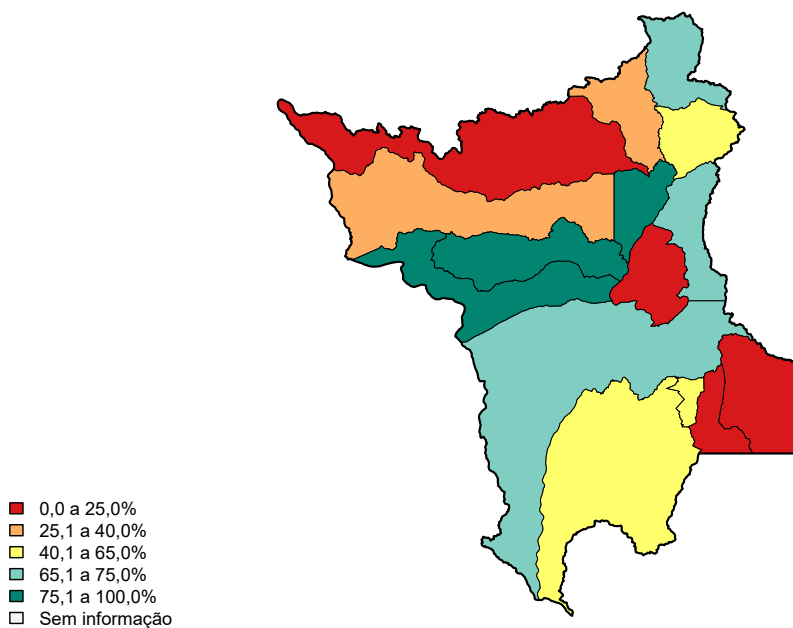 0,0 a 25,0%
25,1 a 40,0%
40,1 a 65,0%
65,1 a 75,0%
75,1 a 100,0%
Sem informação